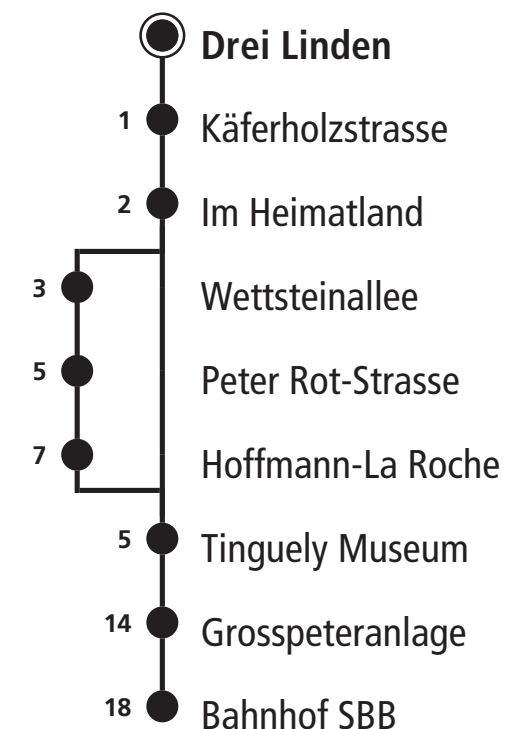 Drei Linden
1 Käferholzstrasse
2 Im Heimatland
3 Wettsteinallee
5 Peter Rot-Strasse
7 Hoffmann-La Roche
5 Tinguely Museum
14 Grosspeteranlage
18 Bahnhof SBB